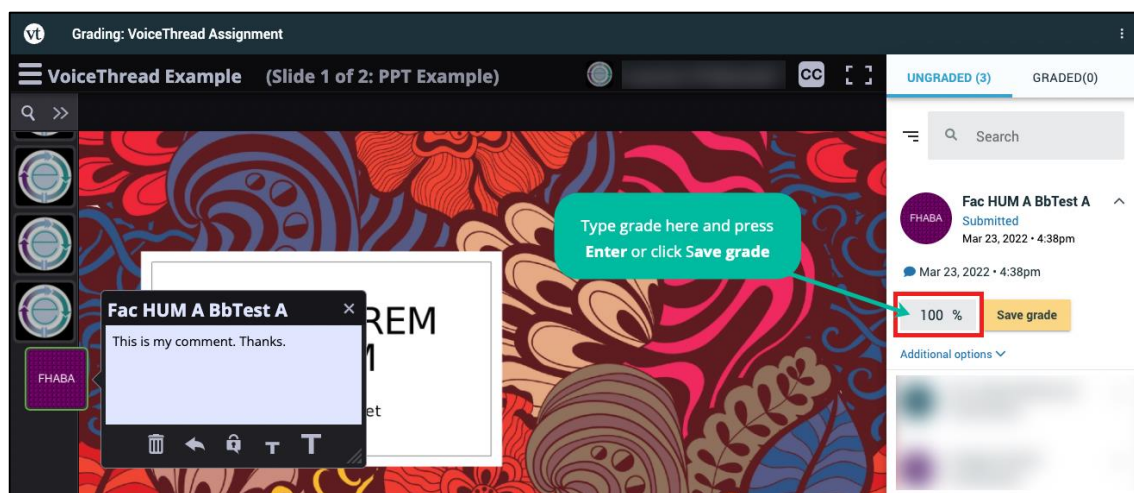 vt Grading: VoiceThread Assignment
VoiceThread Example (Slide 1 of 2: PPT Example) CC
UNGRADED (3) GRADED(0)
Search
Fac HUM A BbTest A
FHABA
Submitted
Mar 23, 2022 • 4:38pm
Mar 23, 2022 • 4:38pm
100 % Save grade
Additional options
Type grade here and press
Enter or click Save grade
REM
Fac HUM A BbTest A ×
This is my comment. Thanks.
FHABA
et
T T